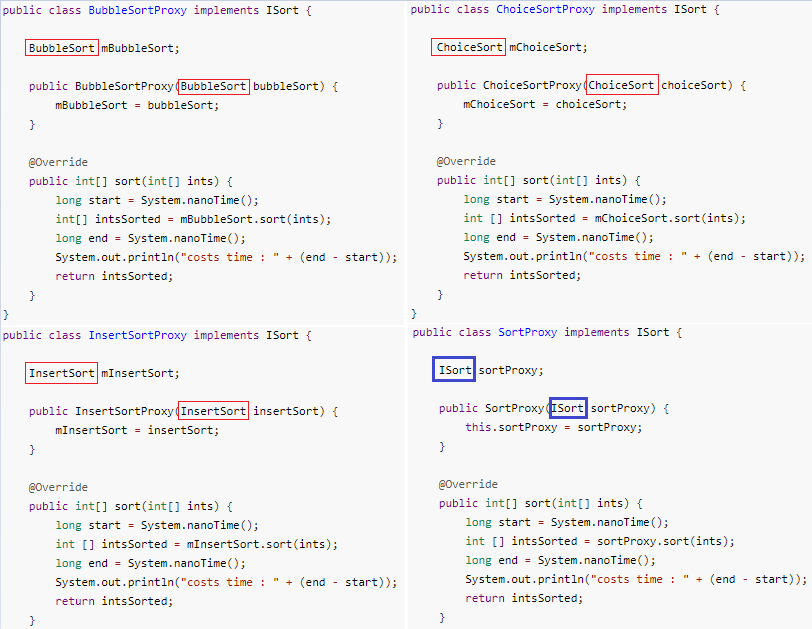 public class BubbleSortProxy implements ISort {
BubbleSort mBubbleSort;
public BubbleSortProxy(BubbleSort bubbleSort) {
mBubbleSort = bubbleSort;
}
@Override
public int[] sort(int[] ints) {
long start = System.nanoTime();
int[] intsSorted = mBubbleSort.sort(ints);
long end = System.nanoTime();
System.out.println("costs time : " + (end - start));
return intsSorted;
}
}
public class ChoiceSortProxy implements ISort {
ChoiceSort mChoiceSort;
public ChoiceSortProxy(ChoiceSort choiceSort) {
mChoiceSort = choiceSort;
}
@Override
public int[] sort(int[] ints) {
long start = System.nanoTime();
int [] intsSorted = mChoiceSort.sort(ints);
long end = System.nanoTime();
System.out.println("costs time : " + (end - start));
return intsSorted;
}
}
public class InsertSortProxy implements ISort {
InsertSort mInsertSort;
public InsertSortProxy(InsertSort insertSort) {
mInsertSort = insertSort;
}
@Override
public int[] sort(int[] ints) {
long start = System.nanoTime();
int [] intsSorted = mInsertSort.sort(ints);
long end = System.nanoTime();
System.out.println("costs time : " + (end - start));
return intsSorted;
}
public class SortProxy implements ISort {
ISort sortProxy;
public SortProxy(ISort sortProxy) {
this.sortProxy = sortProxy;
}
@Override
public int[] sort(int[] ints) {
long start = System.nanoTime();
int [] intsSorted = sortProxy.sort(ints);
long end = System.nanoTime();
System.out.println("costs time : " + (end - start));
return intsSorted;
}